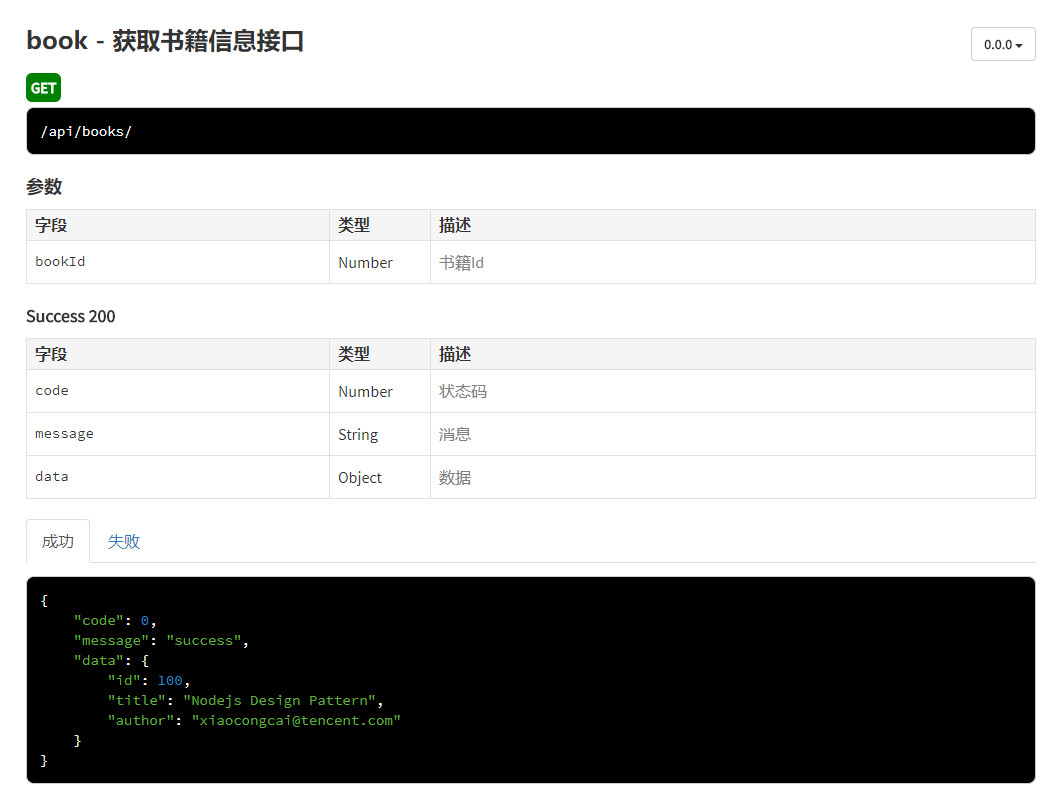 book - 获取书籍信息接口
0.0.0
GET
/api/books/
参数
字段 类型 描述
bookId Number 书籍Id
Success 200
字段 类型 描述
code Number 状态码
message String 消息
data Object 数据
成功 失败
{
    "code": 0,
    "message": "success",
    "data": {
        "id": 100,
        "title": "Nodejs Design Pattern",
        "author": "xiaocongcai@tencent.com"
    }
}